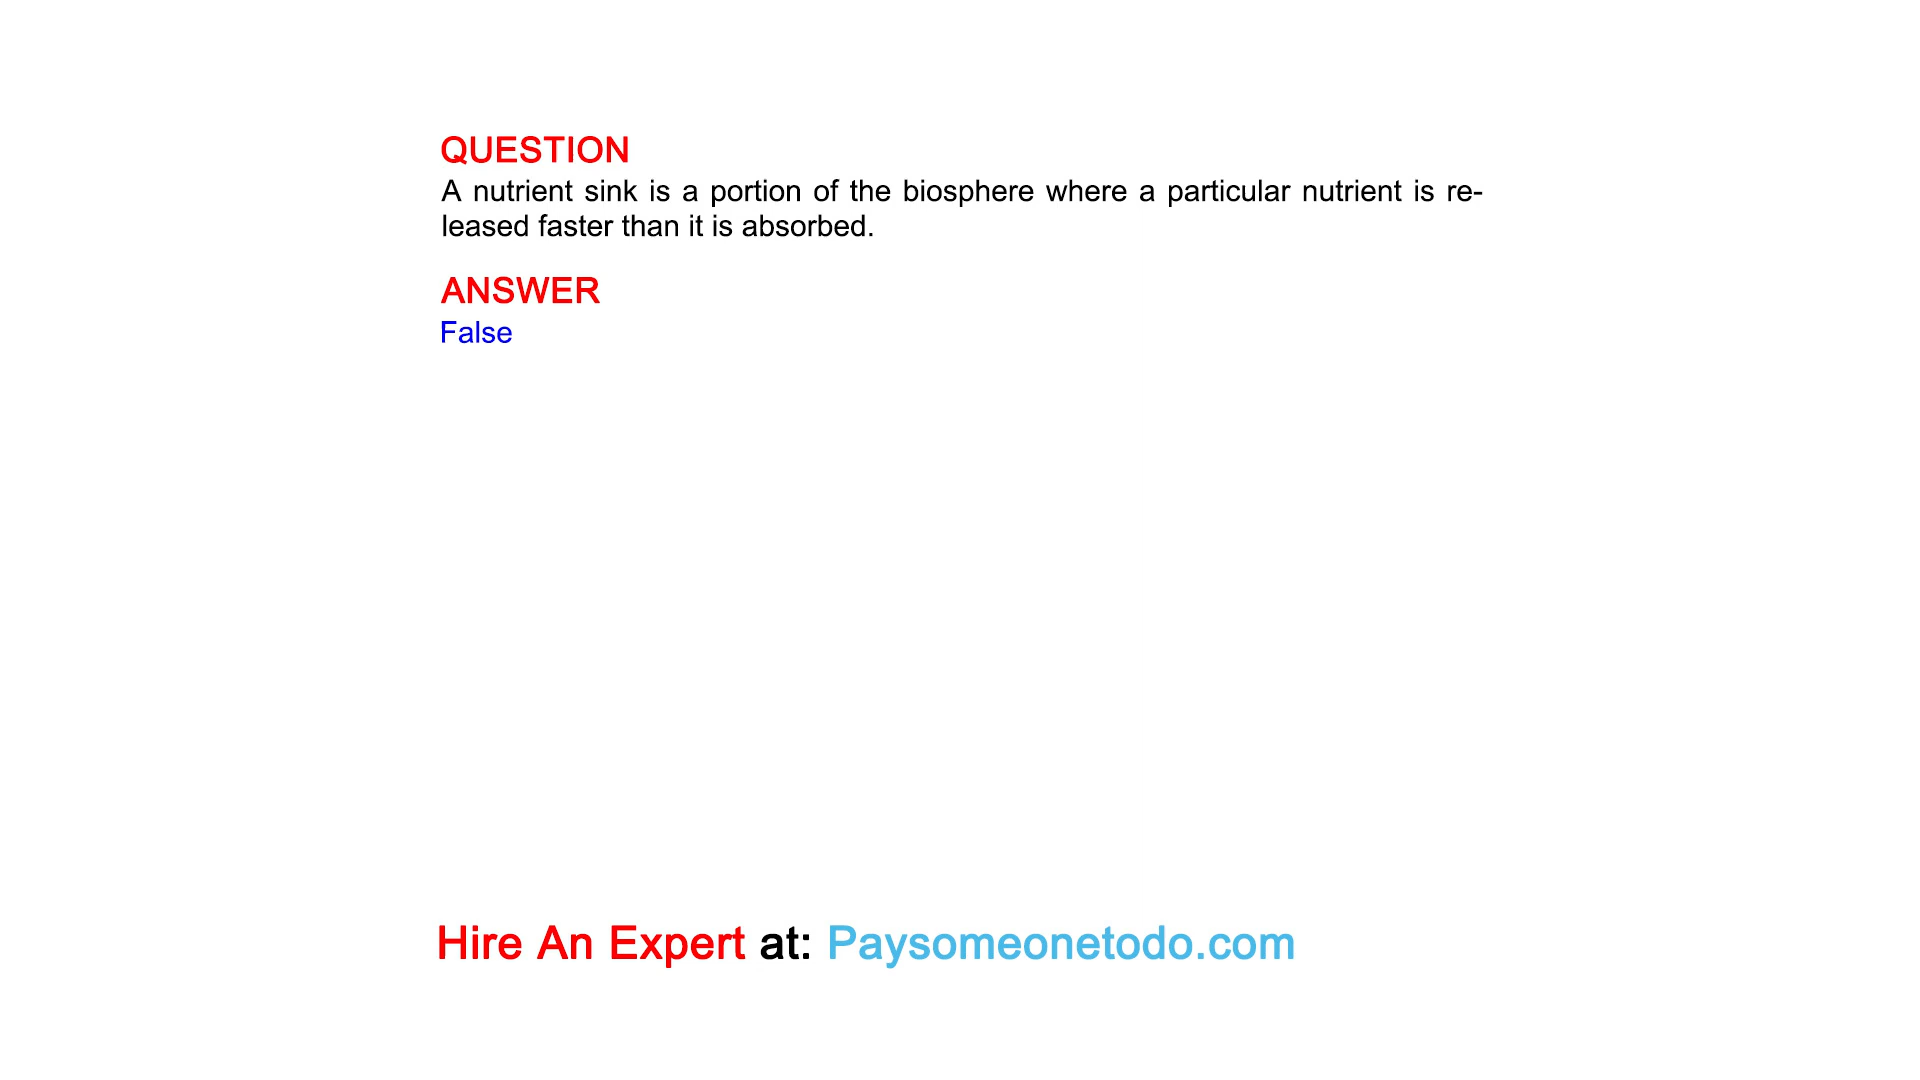 QUESTION
A nutrient sink is a portion of the biosphere where a particular nutrient is re-
leased faster than it is absorbed.
ANSWER
False
Hire An Expert at: Paysomeonetodo.com